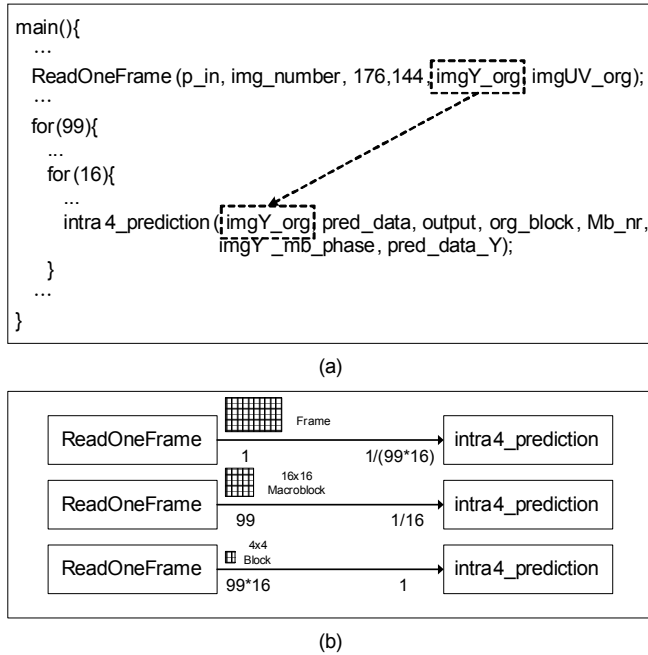 main(){
...
ReadOneFrame (p_in, img_number, 176,144, imgY_org, imgUV_org);
...
for (99){
...
for (16){
...
intra4_prediction ( imgY_org, pred_data, output, org_block, Mb_nr,
imgY_mb_phase, pred_data_Y);
}
...
}
(a)
ReadOneFrame
Frame
1
1/(99*16)
intra4_prediction
ReadOneFrame
16x16
Macroblock
99
1/16
intra4_prediction
ReadOneFrame
4x4
Block
99*16
1
intra4_prediction
(b)